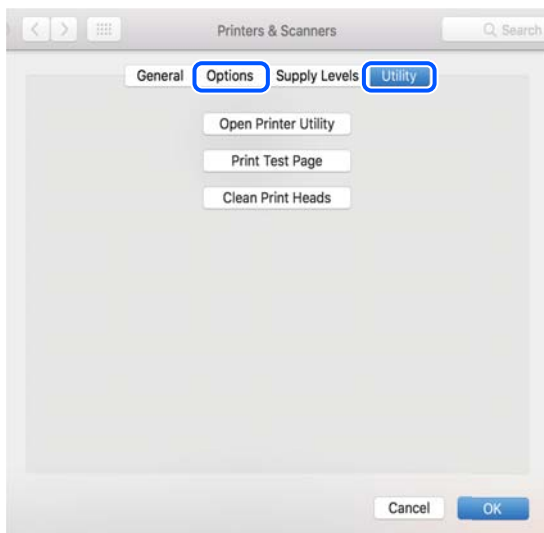 Printers & Scanners Search
General Options Supply Levels Utility
Open Printer Utility
Print Test Page
Clean Print Heads
Cancel OK